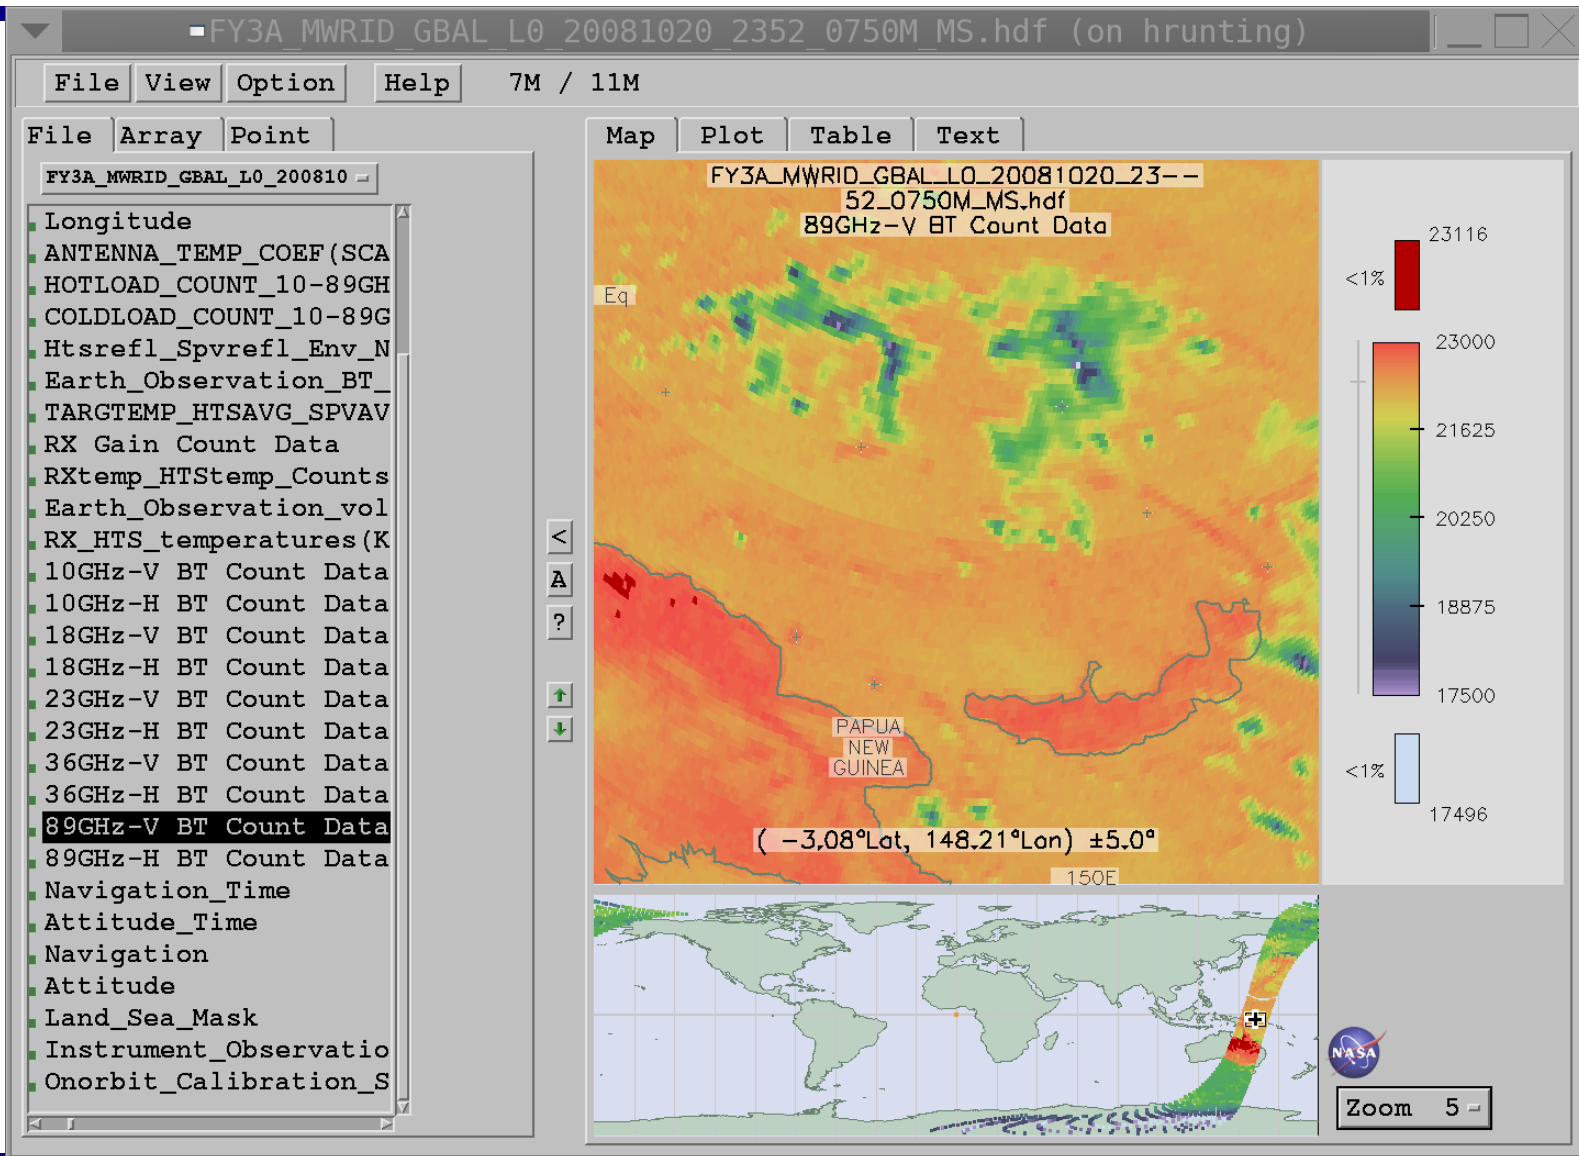 FY3A_MWRID_GBAL_L0_20081020_2352_0750M_MS.hdf (on hrunting)
File View Option Help 7M / 11M
File Array Point
FY3A_MWRID_GBAL_L0_200810
Longitude
ANTENNA_TEMP_COEF(SCA
HOTLOAD_COUNT_10-89GH
COLDLOAD_COUNT_10-89G
Htsrefl_Spvrefl_Env_N
Earth_Observation_BT_
TARGTEMP_HTSAVG_SPVAV
RX Gain Count Data
RXtemp_HTStemp_Counts
Earth_Observation_vol
RX_HTS_temperatures(K
10GHz-V BT Count Data
10GHz-H BT Count Data
18GHz-V BT Count Data
18GHz-H BT Count Data
23GHz-V BT Count Data
23GHz-H BT Count Data
36GHz-V BT Count Data
36GHz-H BT Count Data
89GHz-V BT Count Data
89GHz-H BT Count Data
Navigation_Time
Attitude_Time
Navigation
Attitude
Land_Sea_Mask
Instrument_Observatio
Onorbit_Calibration_S
<
A
?
Map Plot Table Text
FY3A_MWRID_GBAL_L0_20081020_23--
52_0750M_MS.hdf
89GHz-V BT Count Data
Eq
PAPUA
NEW
GUINEA
( -3.08°Lat, 148.21°Lon) ±5.0°
150E
23116
<1%
23000
21625
20250
18875
17500
<1%
17496
NASA
Zoom 5